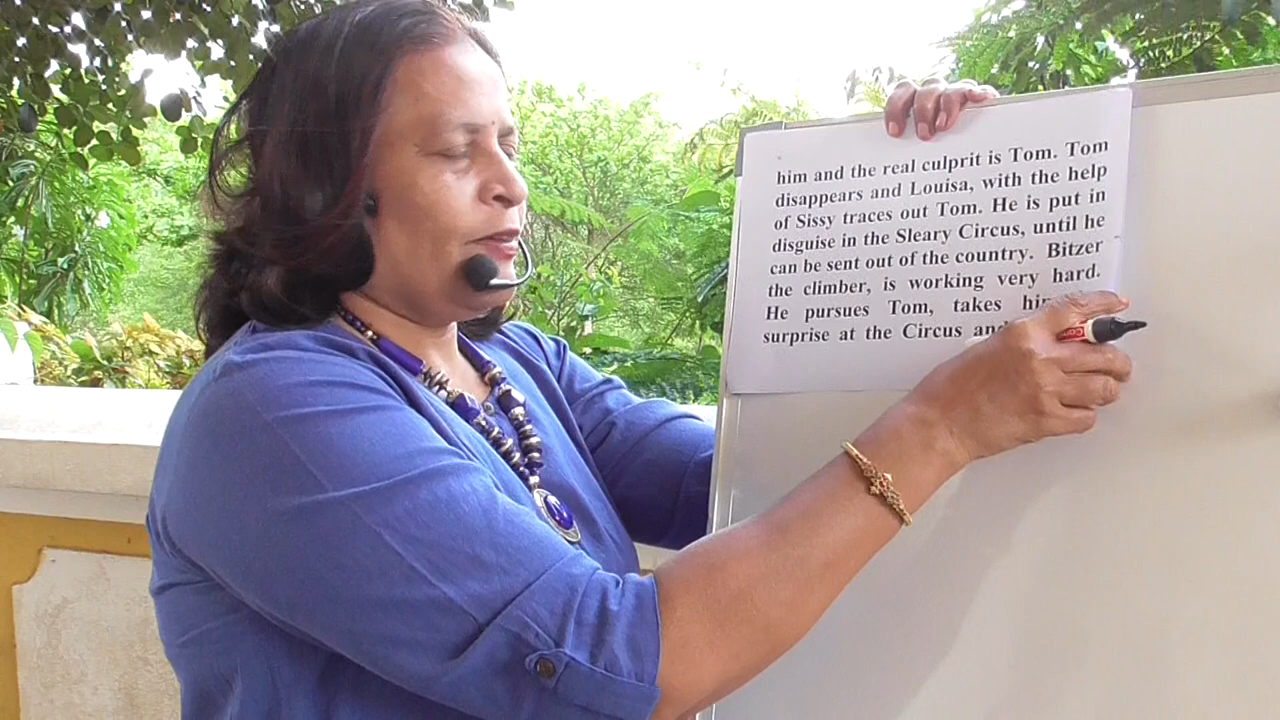 him and the real culprit is Tom. Tom
disappears and Louisa, with the help
of Sissy traces out Tom. He is put in
disguise in the Sleary Circus, until he
can be sent out of the country. Bitzer
the climber, is working very hard.
He pursues Tom, takes
surprise at the Circus and